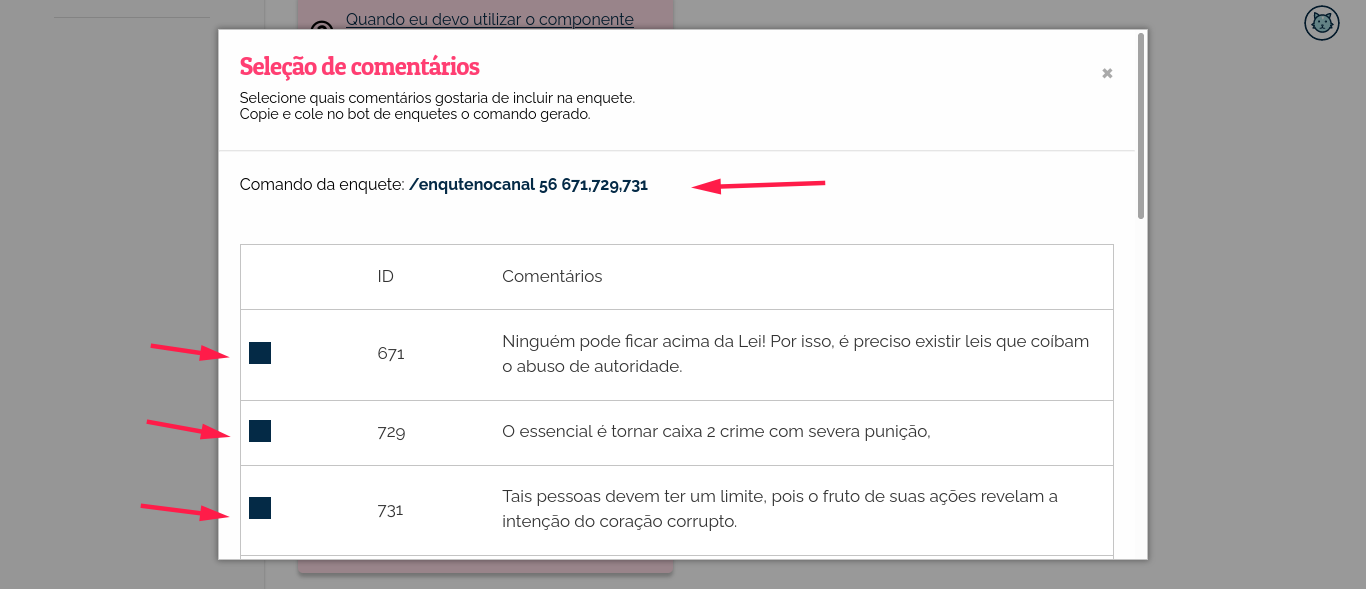 Quando eu devo utilizar o componente
Seleção de comentários
Selecione quais comentários gostaria de incluir na enquete.
Copie e cole no bot de enquetes o comando gerado.
Comando da enquete: /enqutenocanal 56 671,729,731
ID Comentários
671 Ninguém pode ficar acima da Lei! Por isso, é preciso existir leis que coíbam
o abuso de autoridade.
729 O essencial é tornar caixa 2 crime com severa punição,
731 Tais pessoas devem ter um limite, pois o fruto de suas ações revelam a
intenção do coração corrupto.